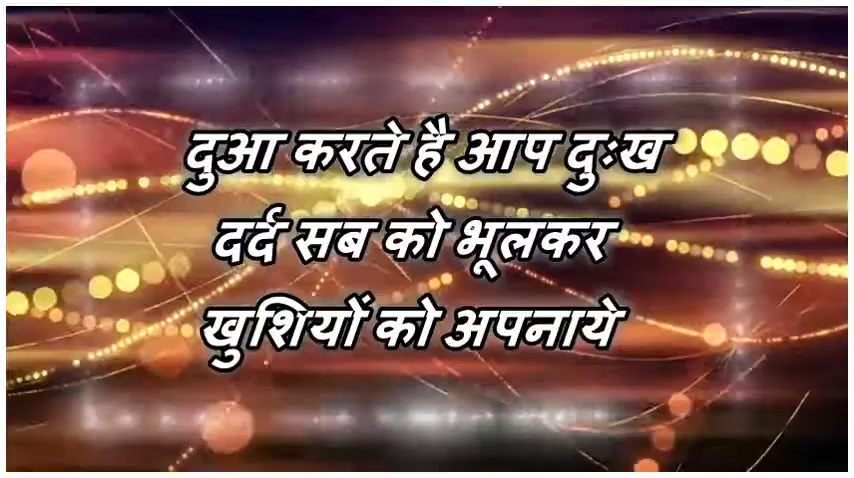 दुआ करते है आप दुःख
दर्द सब को भूलकर
खुशियों को अपनाये